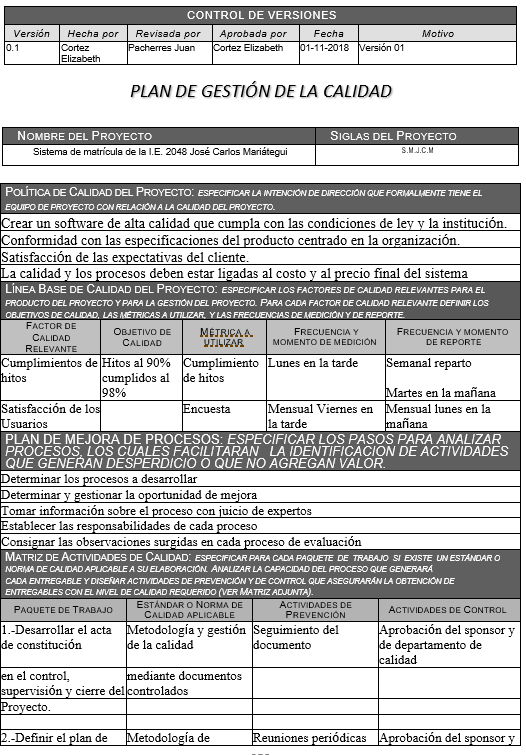 CONTROL DE VERSIONES
Versión Hecha por Revisada por Aprobada por Fecha Motivo
0.1 Cortez Pacherres Juan Cortez Elizabeth 01-11-2018 Versión 01
Elizabeth
PLAN DE GESTIÓN DE LA CALIDAD
NOMBRE DEL PROYECTO SIGLAS DEL PROYECTO
Sistema de matrícula de la I.E. 2048 José Carlos Mariátegui S.M.J.C.M
POLÍTICA DE CALIDAD DEL PROYECTO: ESPECIFICAR LA INTENCIÓN DE DIRECCIÓN QUE FORMALMENTE TIENE EL
EQUIPO DE PROYECTO CON RELACIÓN A LA CALIDAD DEL PROYECTO.
Crear un software de alta calidad que cumpla con las condiciones de ley y la institución.
Conformidad con las especificaciones del producto centrado en la organización.
Satisfacción de las expectativas del cliente.
La calidad y los procesos deben estar ligadas al costo y al precio final del sistema
LÍNEA BASE DE CALIDAD DEL PROYECTO: ESPECIFICAR LOS FACTORES DE CALIDAD RELEVANTES PARA EL
PRODUCTO DEL PROYECTO Y PARA LA GESTIÓN DEL PROYECTO. PARA CADA FACTOR DE CALIDAD RELEVANTE DEFINIR LOS
OBJETIVOS DE CALIDAD, LAS MÉTRICAS A UTILIZAR, Y LAS FRECUENCIAS DE MEDICIÓN Y DE REPORTE.
FACTOR DE
CALIDAD
RELEVANTE
OBJETIVO DE
CALIDAD
MÉTRICA A
UTILIZAR
FRECUENCIA Y
MOMENTO DE MEDICIÓN
FRECUENCIA Y MOMENTO
DE REPORTE
Cumplimientos de
hitos
Hitos al 90%
cumplidos al
98%
Cumplimiento
de hitos
Lunes en la tarde
Semanal reparto
Martes en la mañana
Satisfacción de los
Usuarios
Encuesta
Mensual Viernes en
la tarde
Mensual lunes en la
mañana
PLAN DE MEJORA DE PROCESOS: ESPECIFICAR LOS PASOS PARA ANALIZAR
PROCESOS, LOS CUALES FACILITARAN LA IDENTIFICACION DE ACTIVIDADES
QUE GENERAN DESPERDICIO O QUE NO AGREGAN VALOR.
Determinar los procesos a desarrollar
Determinar y gestionar la oportunidad de mejora
Tomar información sobre el proceso con juicio de expertos
Establecer las responsabilidades de cada proceso
Consignar las observaciones surgidas en cada proceso de evaluación
MATRIZ DE ACTIVIDADES DE CALIDAD: ESPECIFICAR PARA CADA PAQUETE DE TRABAJO SI EXISTE UN ESTÁNDAR O
NORMA DE CALIDAD APLICABLE A SU ELABORACIÓN. ANALIZAR LA CAPACIDAD DEL PROCESO QUE GENERARÁ
CADA ENTREGABLE Y DISEÑAR ACTIVIDADES DE PREVENCIÓN Y DE CONTROL QUE ASEGURARÁN LA OBTENCIÓN DE
ENTREGABLES CON EL NIVEL DE CALIDAD REQUERIDO (VER MATRIZ ADJUNTA).
PAQUETE DE TRABAJO
ESTÁNDAR O NORMA DE
CALIDAD APLICABLE
ACTIVIDADES DE
PREVENCIÓN
ACTIVIDADES DE CONTROL
1.-Desarrollar el acta
de constitución
Metodología y gestión
de la calidad
Seguimiento del
documento
Aprobación del sponsor y
de departamento de
calidad
en el control,
supervisión y cierre del
mediante documentos
controlados
Proyecto.
2.-Definir el plan de Metodología de Reuniones periódicas Aprobación del sponsor y